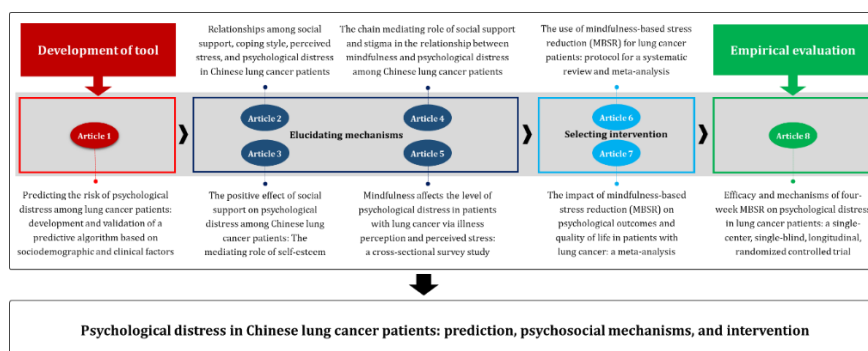 Development of tool
Relationships among social
support, coping style, perceived
stress, and psychological distress
in Chinese lung cancer patients
The chain mediating role of social support
and stigma in the relationship between
mindfulness and psychological distress
among Chinese lung cancer patients
The use of mindfulness-based stress
reduction (MBSR) for lung cancer
patients: protocol for a systematic
review and meta-analysis
Empirical evaluation
Article 1
Article 2
Article 4
Elucidating mechanisms
Article 3
Article 5
Article 6
Selecting intervention
Article 7
Article 8
Predicting the risk of psychological
distress among lung cancer patients:
development and validation of a
predictive algorithm based on
sociodemographic and clinical factors
The positive effect of social
support on psychological
distress among Chinese lung
cancer patients: The
mediating role of self-esteem
Mindfulness affects the level of
psychological distress in patients
with lung cancer via illness
perception and perceived stress:
a cross-sectional survey study
The impact of mindfulness-based
stress reduction (MBSR) on
psychological outcomes and
quality of life in patients with
lung cancer: a meta-analysis
Efficacy and mechanisms of four-
week MBSR on psychological distress
in lung cancer patients: a single-
center, single-blind, longitudinal,
randomized controlled trial
Psychological distress in Chinese lung cancer patients: prediction, psychosocial mechanisms, and intervention